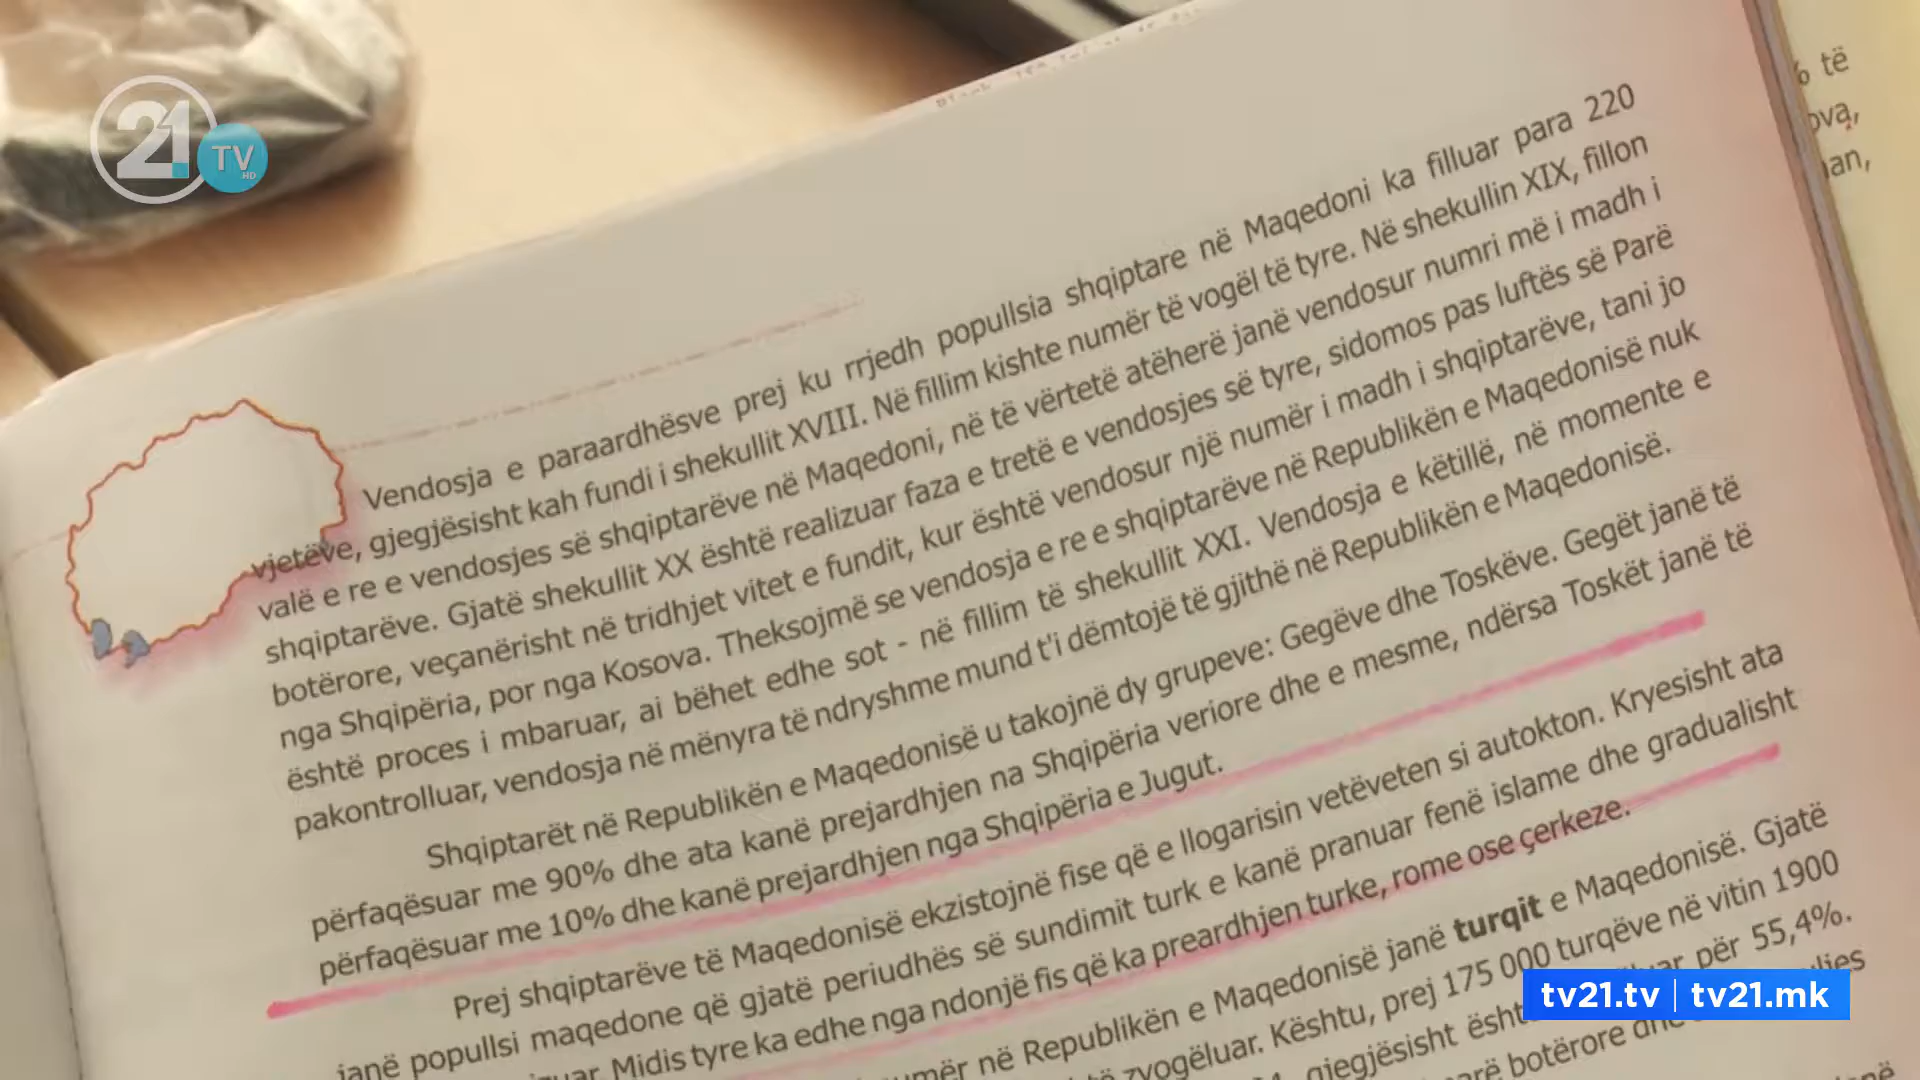 21
TV
HD
% të
ova,
an,
Vendosja e paraardhësve prej ku rrjedh popullsia shqiptare në Maqedoni ka filluar para 220
vjetëve, gjegjësisht kah fundi i shekullit XVIII. Në fillim kishte numër të vogël të tyre. Në shekullin XIX, fillon
valë e re e vendosjes së shqiptarëve në Maqedoni, në të vërtetë atëherë janë vendosur numri më i madh i
shqiptarëve. Gjatë shekullit XX është realizuar faza e tretë e vendosjes së tyre, sidomos pas luftës së Parë
botërore, veçanërisht në tridhjet vitet e fundit, kur është vendosur një numër i madh i shqiptarëve, tani jo
nga Shqipëria, por nga Kosova. Theksojmë se vendosja e re e shqiptarëve në Republikën e Maqedonisë nuk
është proces i mbaruar, ai bëhet edhe sot - në fillim të shekullit XXI. Vendosja e këtillë, në momente e
pakontrolluar, vendosja në mënyra të ndryshme mund t'i dëmtojë të gjithë në Republikën e Maqedonisë.
Shqiptarët në Republikën e Maqedonisë u takojnë dy grupeve: Gegëve dhe Toskëve. Gegët janë të
përfaqësuar me 90% dhe ata kanë prejardhjen na Shqipëria veriore dhe e mesme, ndërsa Toskët janë të
përfaqësuar me 10% dhe kanë prejardhjen nga Shqipëria e Jugut.
Prej shqiptarëve të Maqedonisë ekzistojnë fise që e llogarisin vetëveten si autokton. Kryesisht ata
janë popullsi maqedone që gjatë periudhës së sundimit turk e kanë pranuar fenë islame dhe gradualisht
Midis tyre ka edhe nga ndonjë fis që ka preardhjen turke, rome ose çerkeze.
në Republikën e Maqedonisë janë turqit e Maqedonisë. Gjatë
zvogëluar. Kështu, prej 175 000 turqëve në vitin 1900
gjegjësisht për 55,4%.
botërore
tv21.tv | tv21.mk